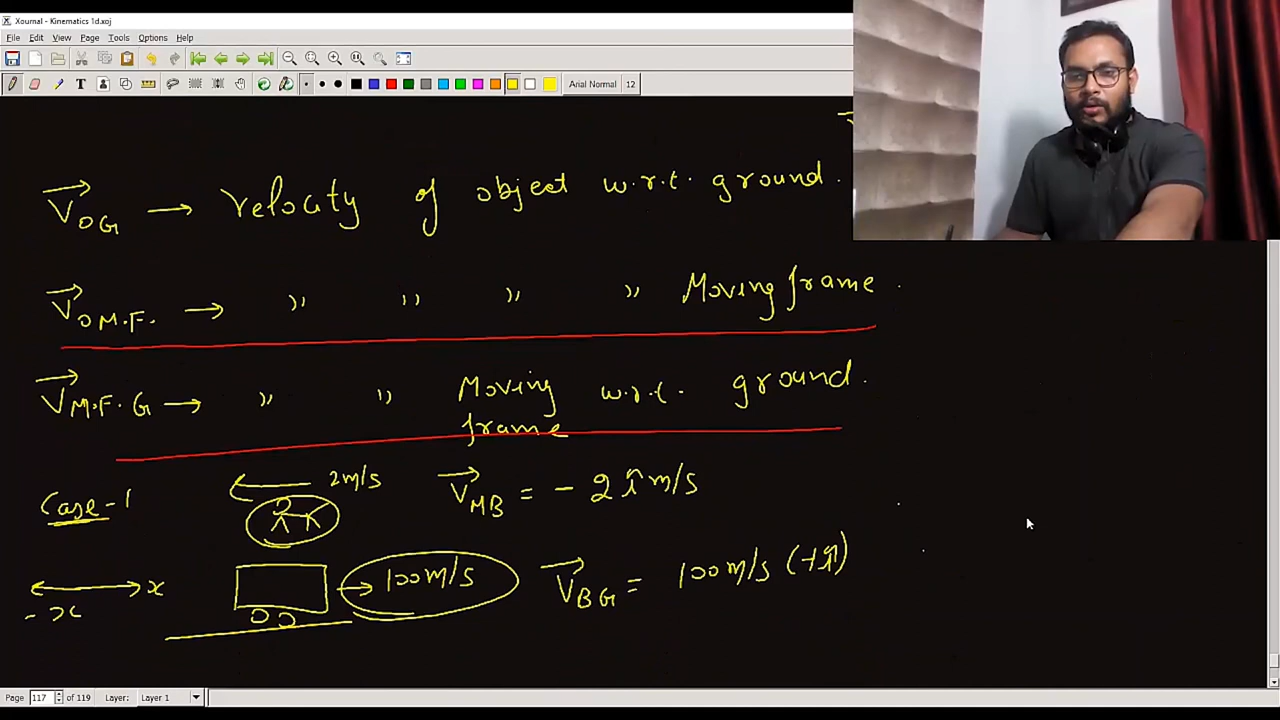 Xournal - Kinematics 1d.xoj
File Edit View Page Tools Options Help
Arial Normal 12
V⃗OG → Velocity of object w.r.t. ground.
V⃗O M.F. → " " " " Moving frame.
V⃗M.F. G → " " Moving frame w.r.t. ground.
Case-1
2m/s
V⃗MB = - 2 î m/s
-x x
100m/s
V⃗BG = 100m/s (+î)
Page 117 of 119 Layer: Layer 1